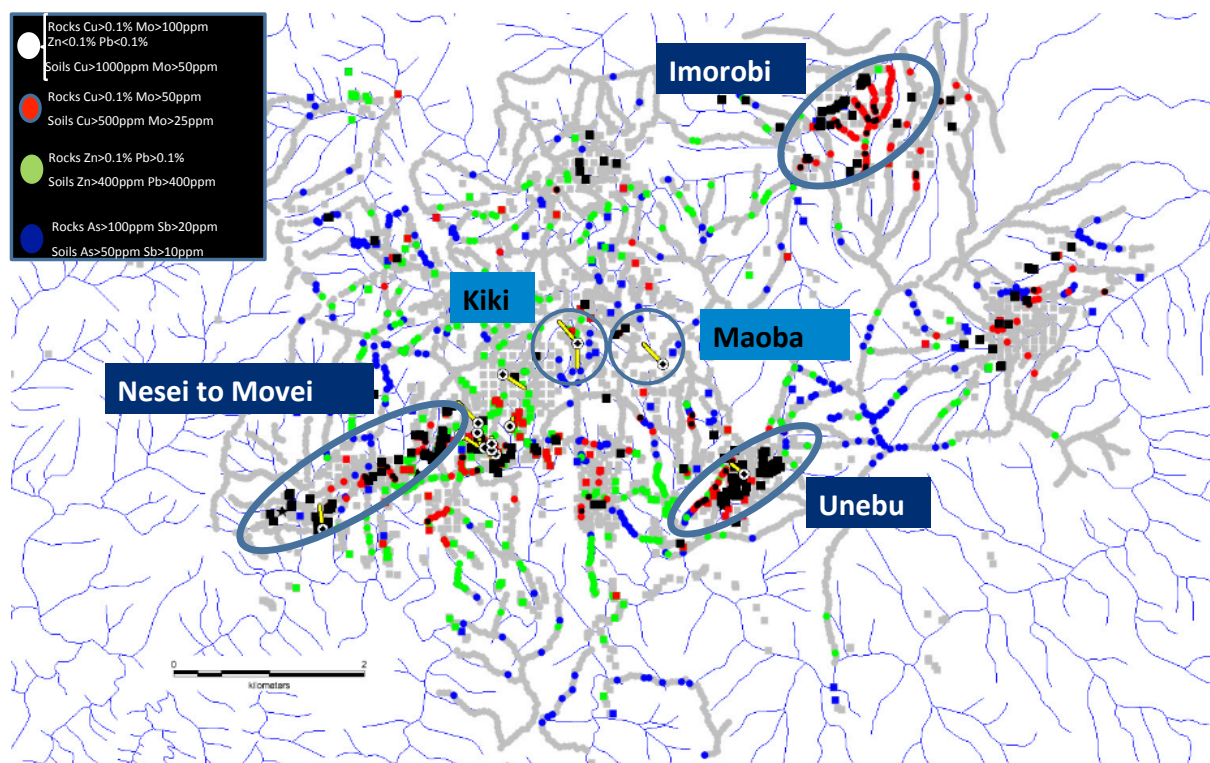 Rocks Cu>0.1% Mo>100ppm
Zn<0.1% Pb<0.1%
Soils Cu>1000ppm Mo>50ppm
Rocks Cu>0.1% Mo>50ppm
Soils Cu>500ppm Mo>25ppm
Rocks Zn>0.1% Pb>0.1%
Soils Zn>400ppm Pb>400ppm
Rocks As>100ppm Sb>20ppm
Soils As>50ppm Sb>10ppm
Imorobi
Kiki
Maoba
Nesei to Movei
Unebu
0 2
kilometers